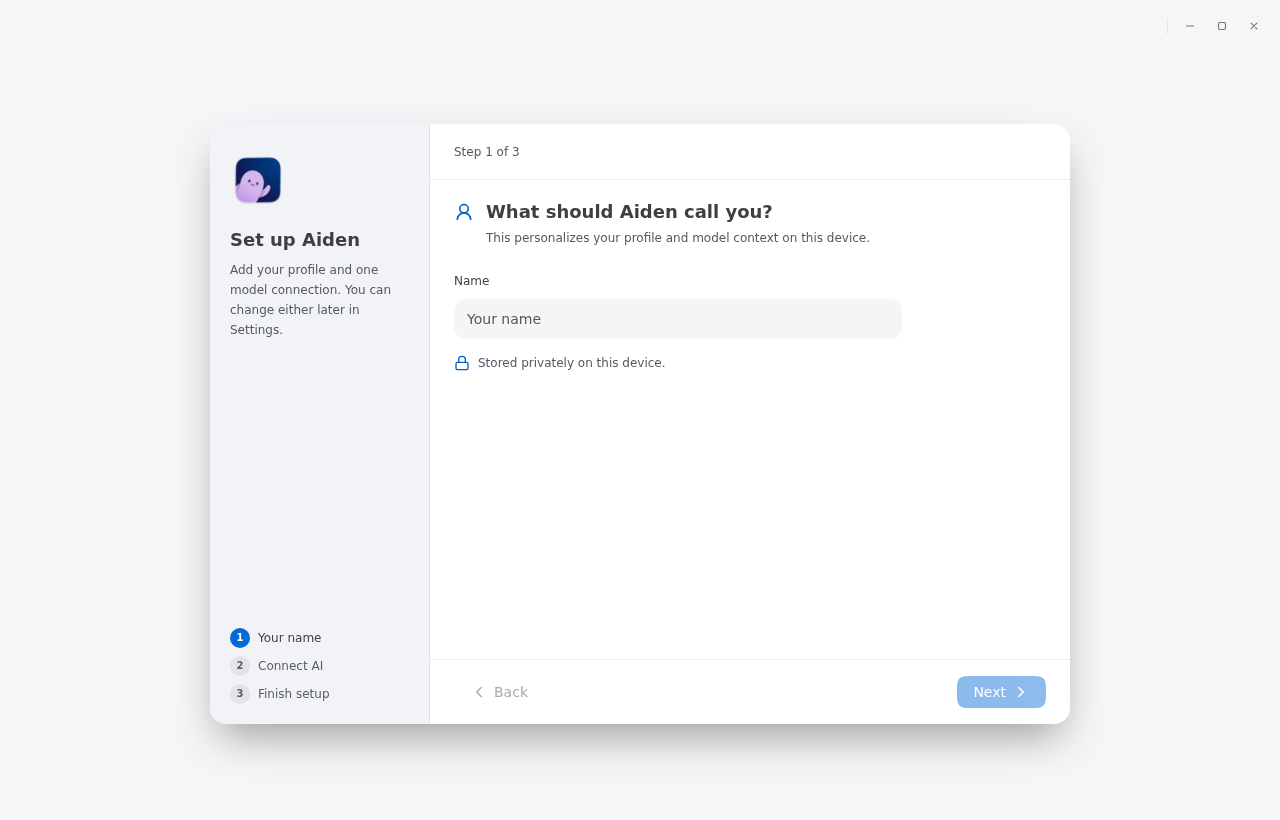 Set up Aiden
Add your profile and one
model connection. You can
change either later in
Settings.
1 Your name
2 Connect AI
3 Finish setup
Step 1 of 3
What should Aiden call you?
This personalizes your profile and model context on this device.
Name
Your name
Stored privately on this device.
Back
Next